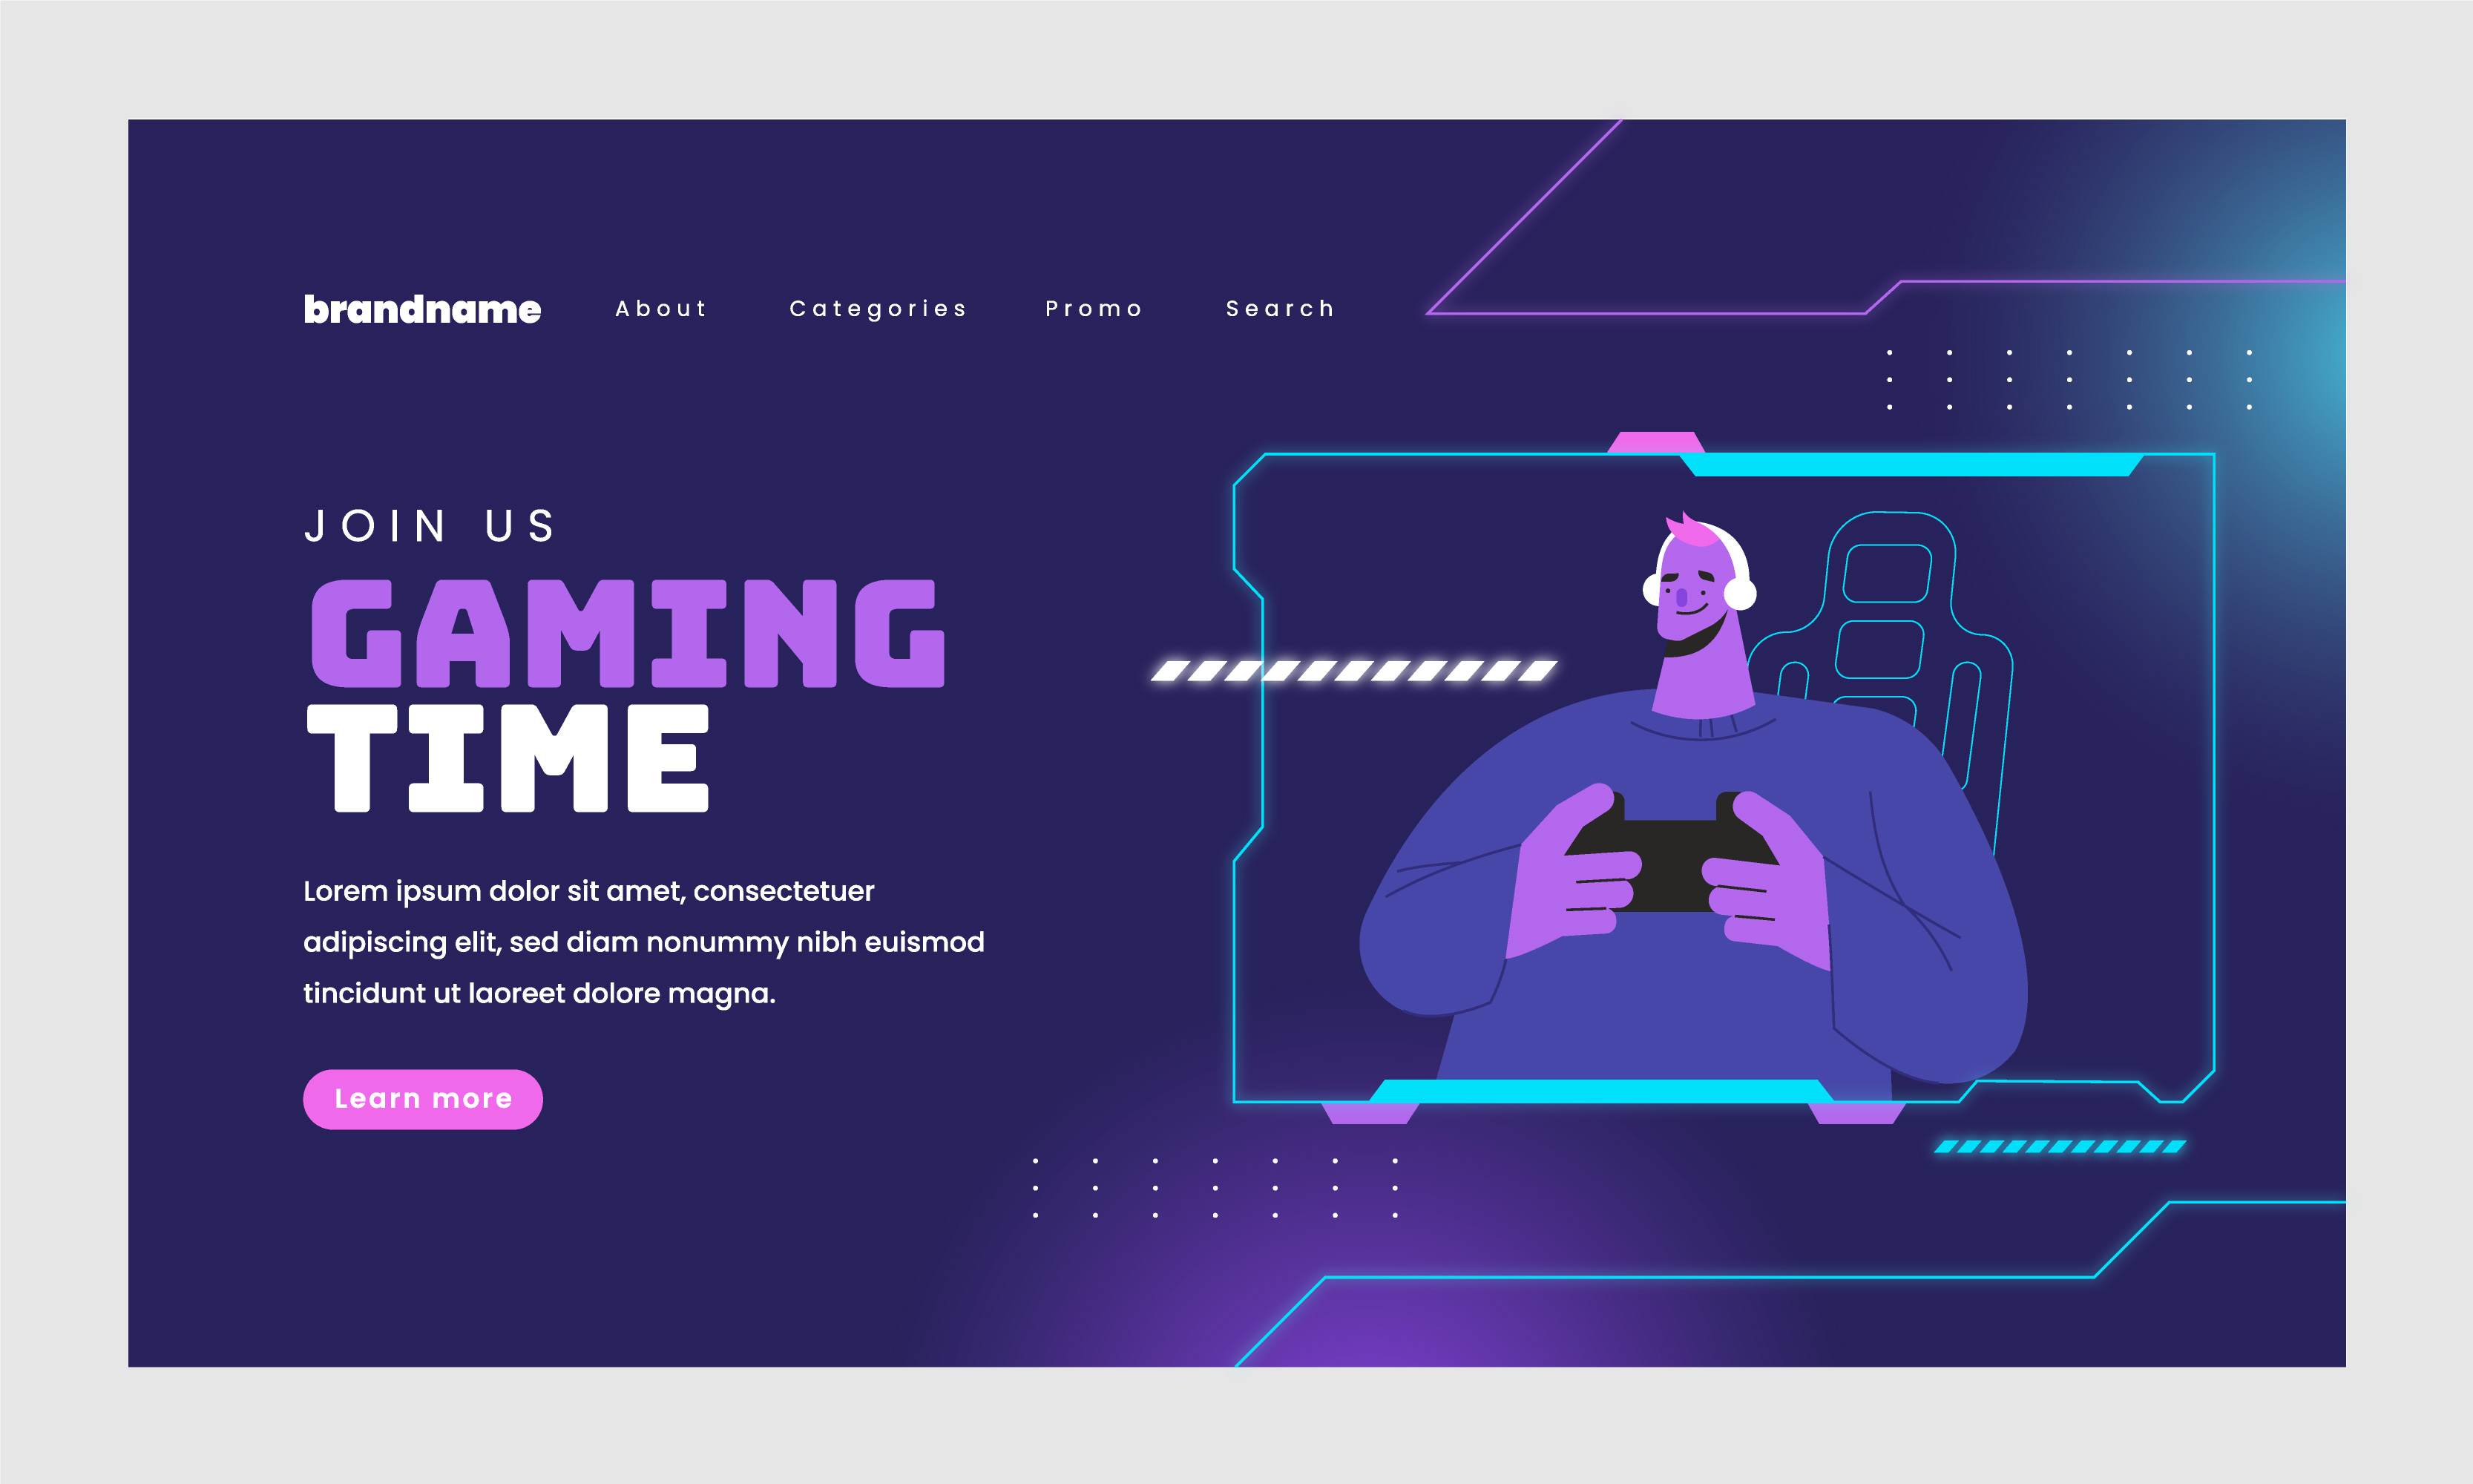 brandname About Categories Promo Search
JOIN US
GAMING
TIME
Lorem ipsum dolor sit amet, consectetuer
adipiscing elit, sed diam nonummy nibh euismod
tincidunt ut laoreet dolore magna.
Learn more